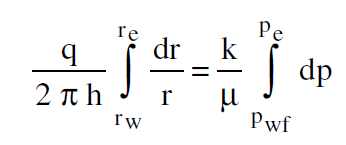 q / 2 π h ∫_{r_w}^{r_e} dr / r = k / μ ∫_{p_wf}^{p_e} dp